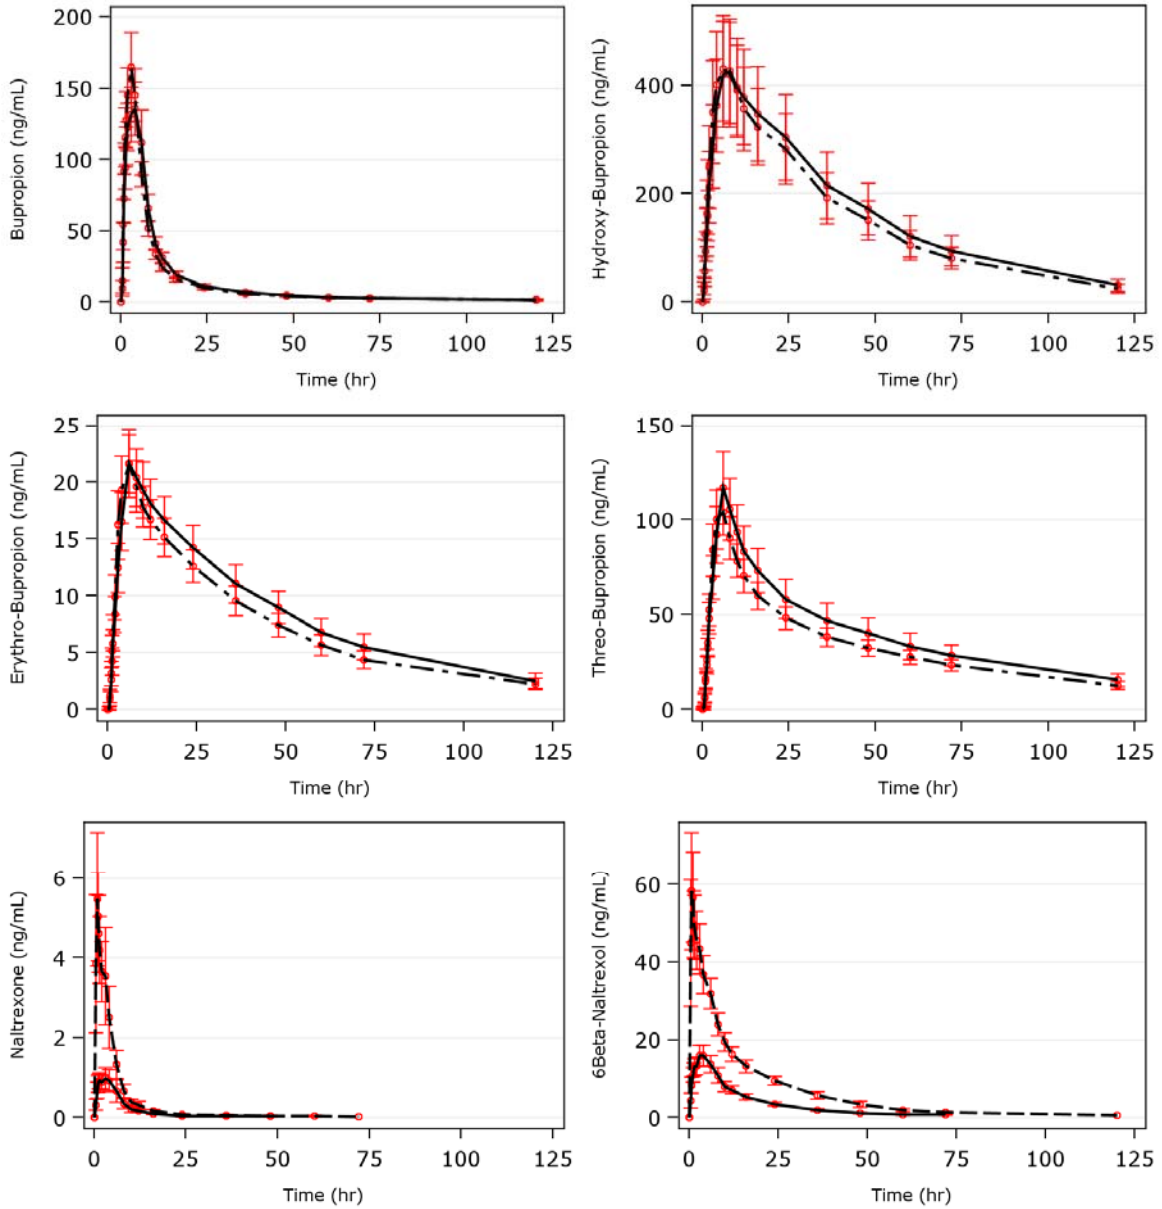 Bupropion (ng/mL)
200
150
100
50
0
0 25 50 75 100 125
Time (hr)
Hydroxy-Bupropion (ng/mL)
400
200
0
0 25 50 75 100 125
Time (hr)
Erythro-Bupropion (ng/mL)
25
20
15
10
5
0
0 25 50 75 100 125
Time (hr)
Threo-Bupropion (ng/mL)
150
100
50
0
0 25 50 75 100 125
Time (hr)
Naltrexone (ng/mL)
6
4
2
0
0 25 50 75 100 125
Time (hr)
6Beta-Naltrexol (ng/mL)
60
40
20
0
0 25 50 75 100 125
Time (hr)